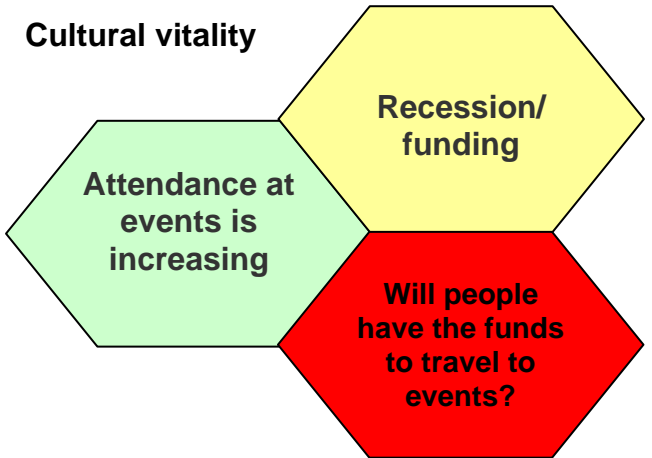 Cultural vitality
Recession/
funding
Attendance at
events is
increasing
Will people
have the funds
to travel to
events?